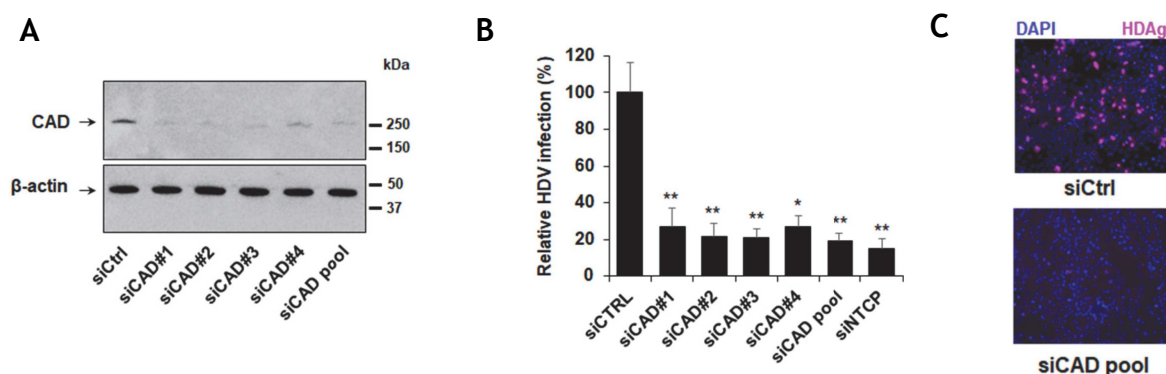 A
kDa
CAD
250
150
β-actin
50
37
siCtrl
siCAD#1
siCAD#2
siCAD#3
siCAD#4
siCAD pool
B
Relative HDV infection (%)
120
100
80
60
40
20
0
**
**
**
*
**
**
siCTRL
siCAD#1
siCAD#2
siCAD#3
siCAD#4
siCAD pool
siNTCP
C
DAPI HDAg
siCtrl
siCAD pool